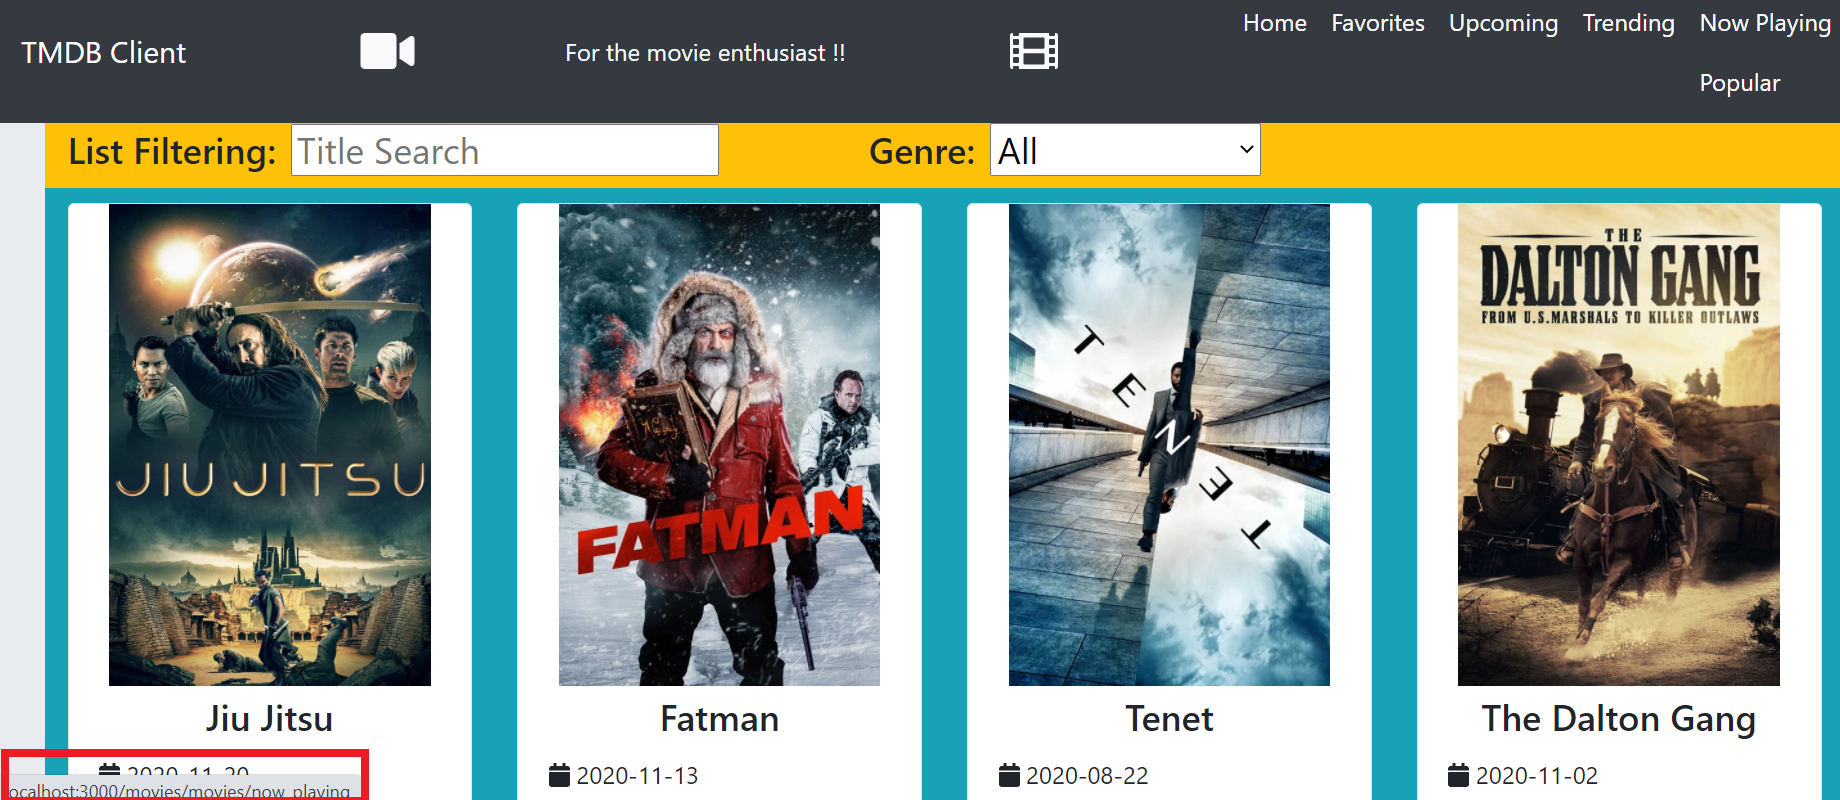 TMDB Client
For the movie enthusiast !!
Home Favorites Upcoming Trending Now Playing
Popular
List Filtering: Title Search Genre: All
JIU JITSU
Naughty
FATMAN
TENET
THE
DALTON GANG
FROM U.S. MARSHALS TO KILLER OUTLAWS
Jiu Jitsu
Fatman
Tenet
The Dalton Gang
2020-11-20
2020-11-13
2020-08-22
2020-11-02
ocalhost:3000/movies/movies/now_playing